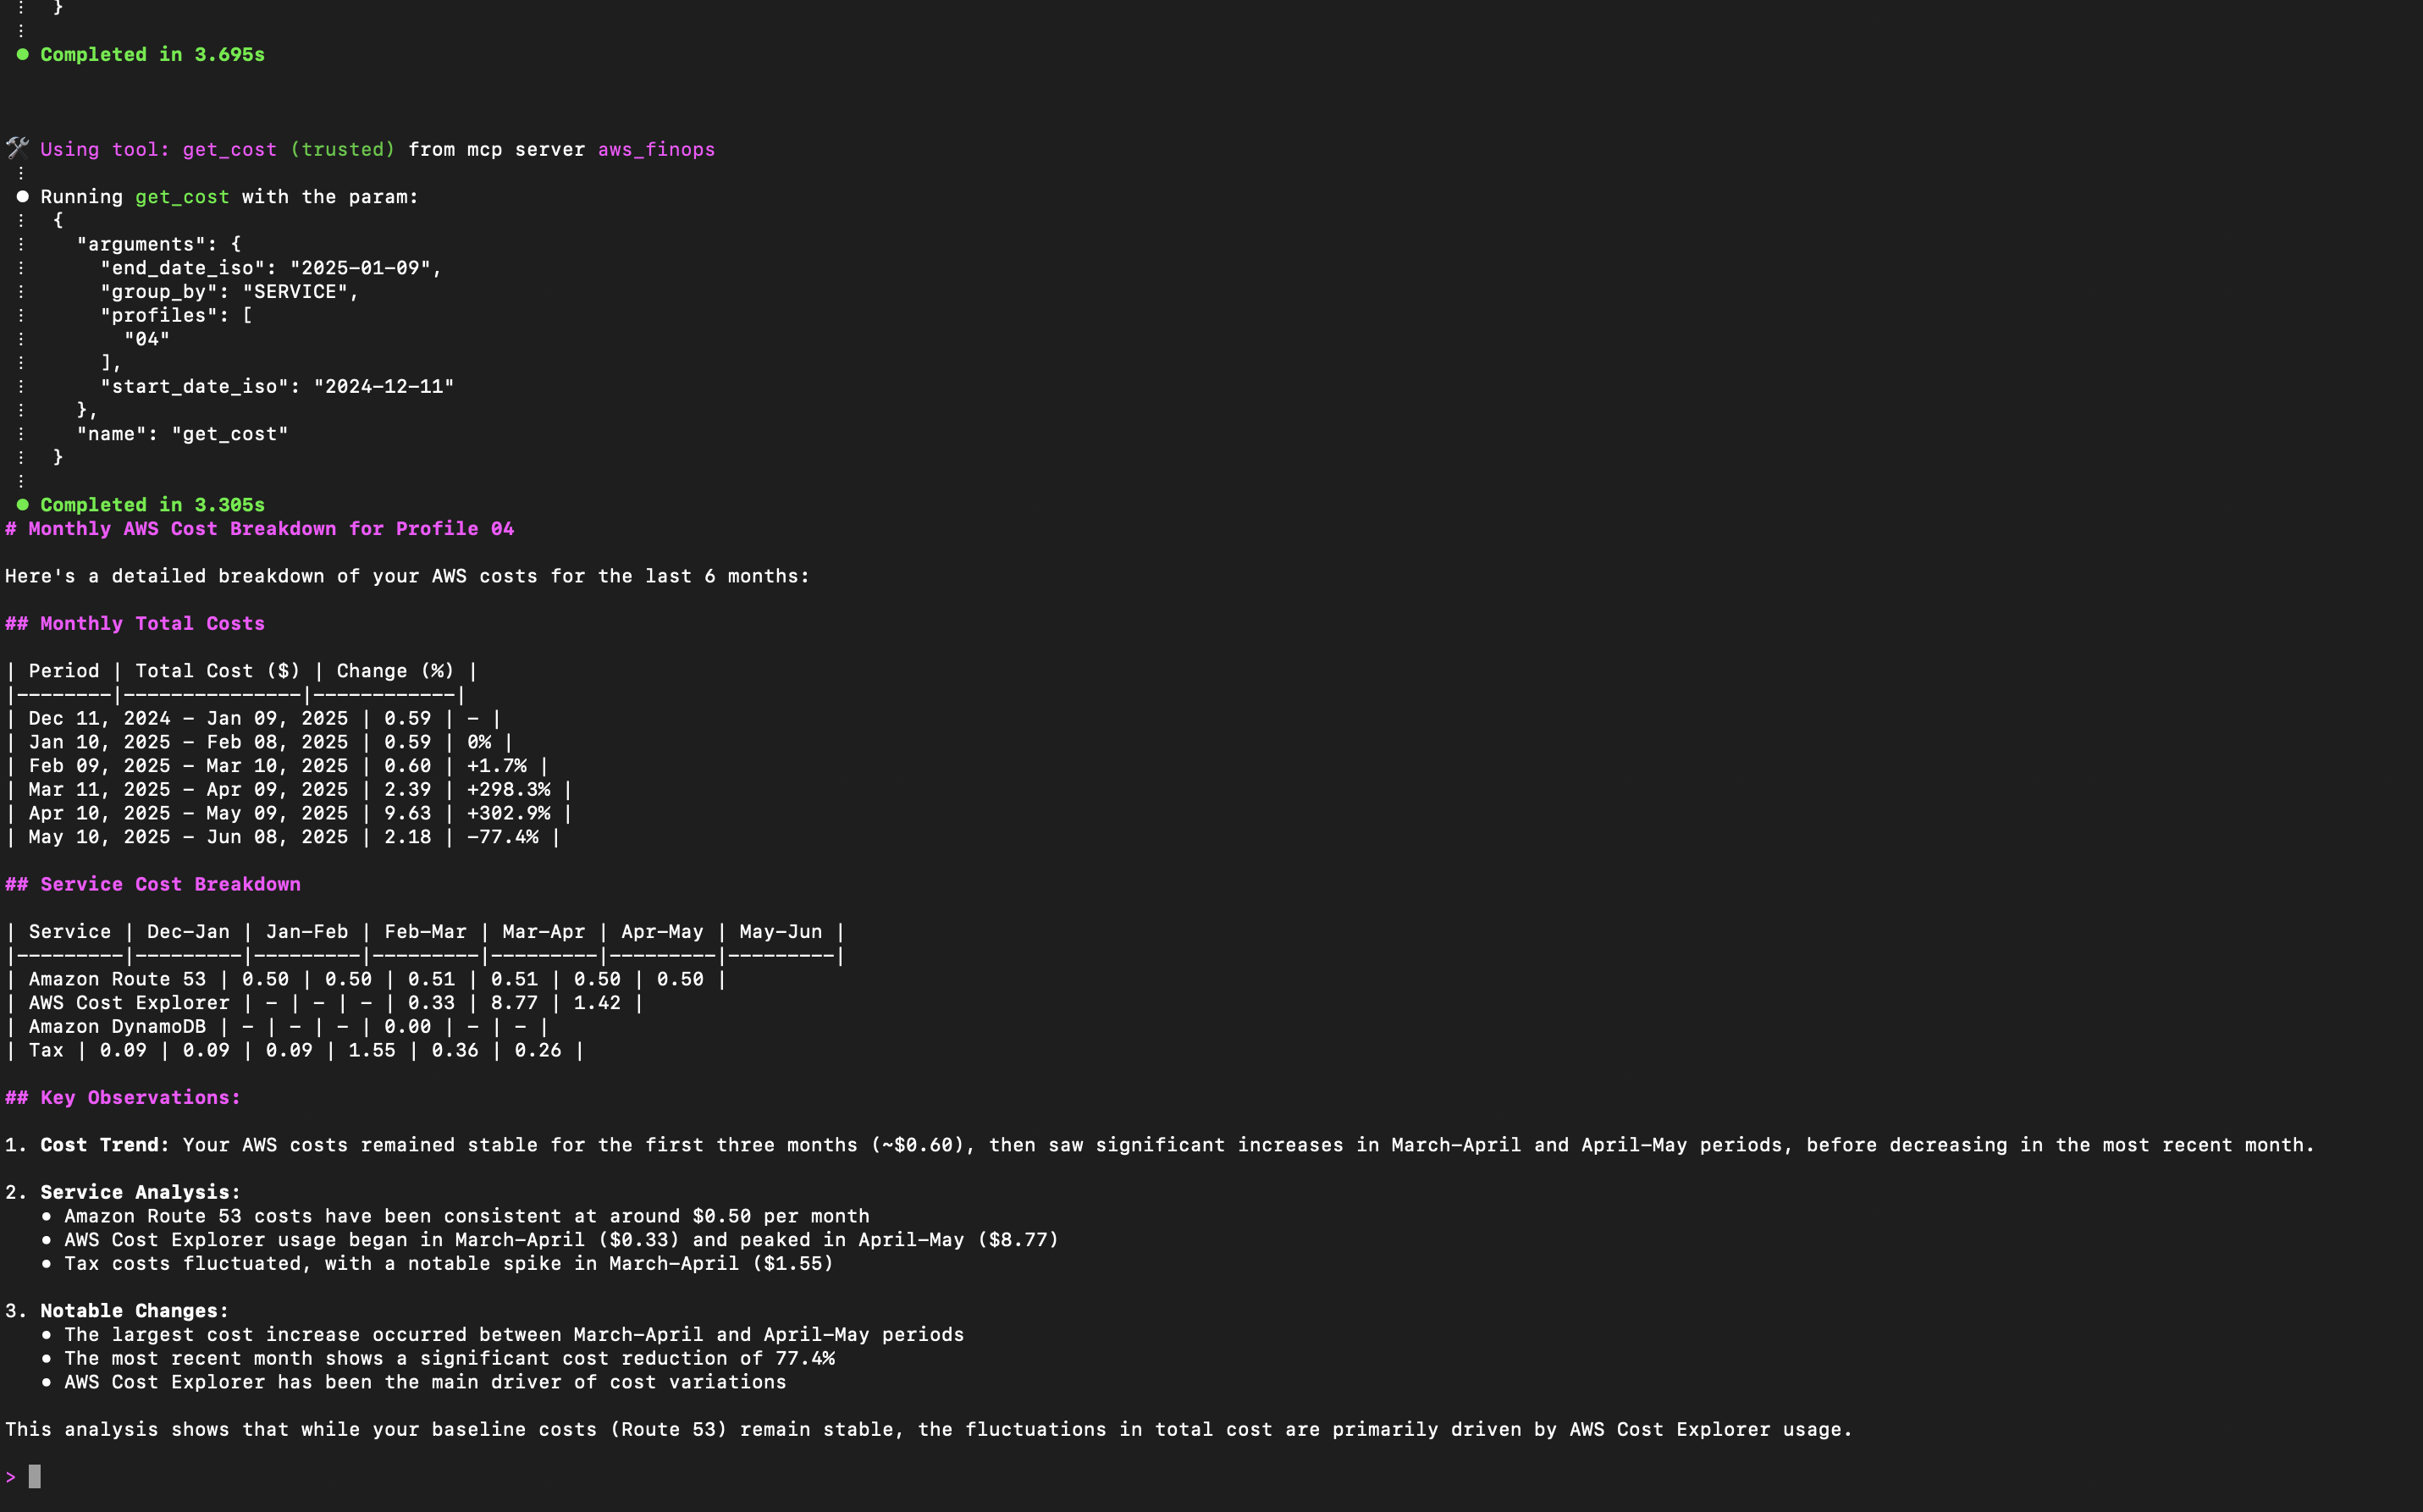 }
● Completed in 3.695s
🛠️ Using tool: get_cost (trusted) from mcp server aws_finops
⋮
● Running get_cost with the param:
⋮  {
⋮    "arguments": {
⋮      "end_date_iso": "2025-01-09",
⋮      "group_by": "SERVICE",
⋮      "profiles": [
⋮        "04"
⋮      ],
⋮      "start_date_iso": "2024-12-11"
⋮    },
⋮    "name": "get_cost"
⋮  }
⋮
● Completed in 3.305s
# Monthly AWS Cost Breakdown for Profile 04
Here's a detailed breakdown of your AWS costs for the last 6 months:
## Monthly Total Costs
| Period | Total Cost ($) | Change (%) |
|--------|---------------|------------|
| Dec 11, 2024 - Jan 09, 2025 | 0.59 | - |
| Jan 10, 2025 - Feb 08, 2025 | 0.59 | 0% |
| Feb 09, 2025 - Mar 10, 2025 | 0.60 | +1.7% |
| Mar 11, 2025 - Apr 09, 2025 | 2.39 | +298.3% |
| Apr 10, 2025 - May 09, 2025 | 9.63 | +302.9% |
| May 10, 2025 - Jun 08, 2025 | 2.18 | -77.4% |
## Service Cost Breakdown
| Service | Dec-Jan | Jan-Feb | Feb-Mar | Mar-Apr | Apr-May | May-Jun |
|---------|---------|---------|---------|---------|---------|---------|
| Amazon Route 53 | 0.50 | 0.50 | 0.51 | 0.51 | 0.50 | 0.50 |
| AWS Cost Explorer | - | - | - | 0.33 | 8.77 | 1.42 |
| Amazon DynamoDB | - | - | - | 0.00 | - | - |
| Tax | 0.09 | 0.09 | 0.09 | 1.55 | 0.36 | 0.26 |
## Key Observations:
1. Cost Trend: Your AWS costs remained stable for the first three months (~$0.60), then saw significant increases in March-April and April-May periods, before decreasing in the most recent month.
2. Service Analysis:
• Amazon Route 53 costs have been consistent at around $0.50 per month
• AWS Cost Explorer usage began in March-April ($0.33) and peaked in April-May ($8.77)
• Tax costs fluctuated, with a notable spike in March-April ($1.55)
3. Notable Changes:
• The largest cost increase occurred between March-April and April-May periods
• The most recent month shows a significant cost reduction of 77.4%
• AWS Cost Explorer has been the main driver of cost variations
This analysis shows that while your baseline costs (Route 53) remain stable, the fluctuations in total cost are primarily driven by AWS Cost Explorer usage.
>